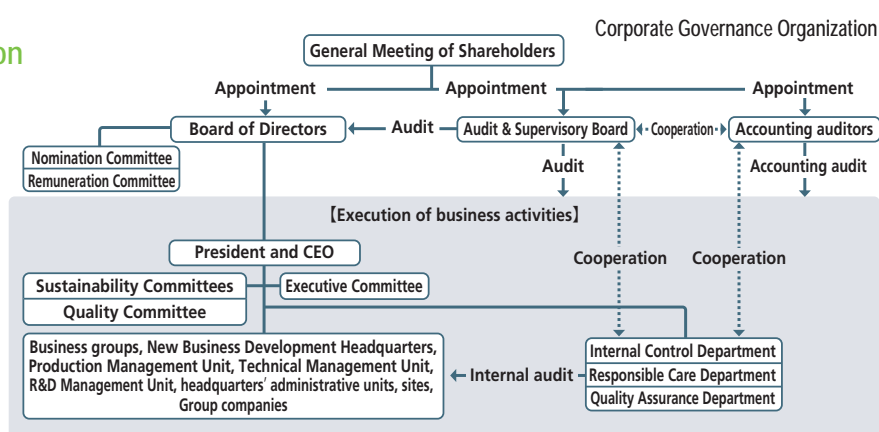 Corporate Governance Organization
on
General Meeting of Shareholders
Appointment
Appointment
Appointment
Board of Directors
Audit
Audit & Supervisory Board
Cooperation
Accounting auditors
Nomination Committee
Remuneration Committee
Audit
Accounting audit
【Execution of business activities】
President and CEO
Cooperation
Cooperation
Sustainability Committees
Executive Committee
Quality Committee
Business groups, New Business Development Headquarters,
Production Management Unit, Technical Management Unit,
R&D Management Unit, headquarters' administrative units, sites,
Group companies
Internal audit
Internal Control Department
Responsible Care Department
Quality Assurance Department